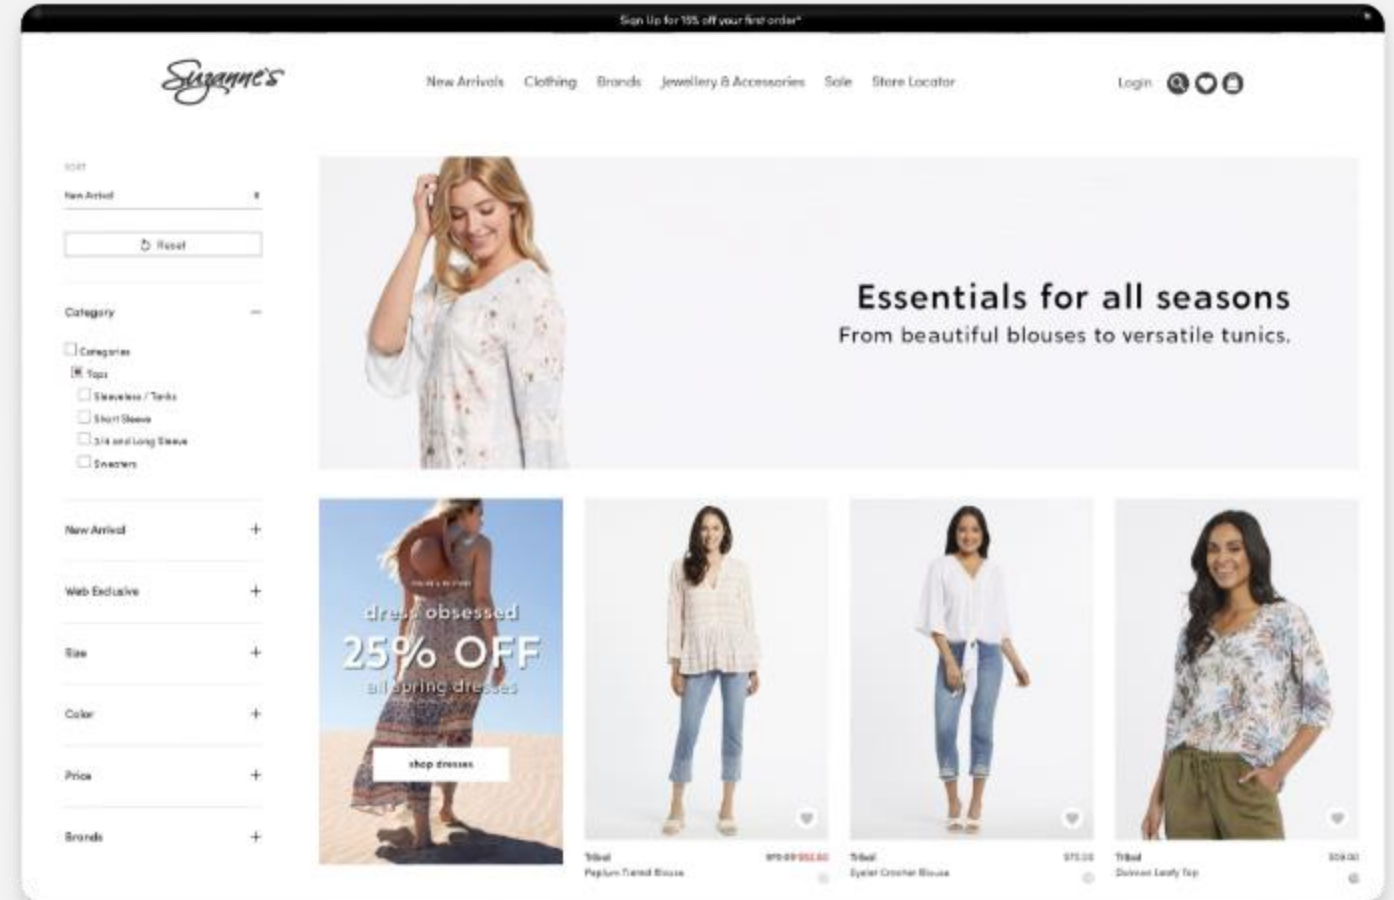 Sign Up for 15% off your first order*
Suzanne's
New Arrivals
Clothing
Brands
Jewellery & Accessories
Sale
Store Locator
Login
SORT
New Arrival
Reset
Category
Categories
Tops
Sleeveless / Tanks
Short Sleeve
3/4 and Long Sleeve
Sweaters
New Arrival
Web Exclusive
Size
Color
Price
Brands
Essentials for all seasons
From beautiful blouses to versatile tunics.
dress obsessed
25% OFF
all spring dresses
shop dresses
Tribal
Peplum Tiered Blouse
Tribal
Eyelet Crochet Blouse
Tribal
Leafy Top